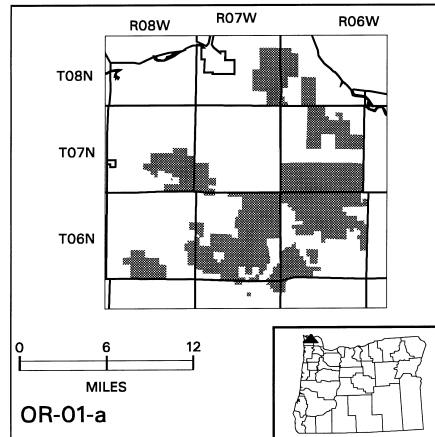 R08W R07W R06W
T08N
T07N
T06N
0 6 12
MILES
OR-01-a